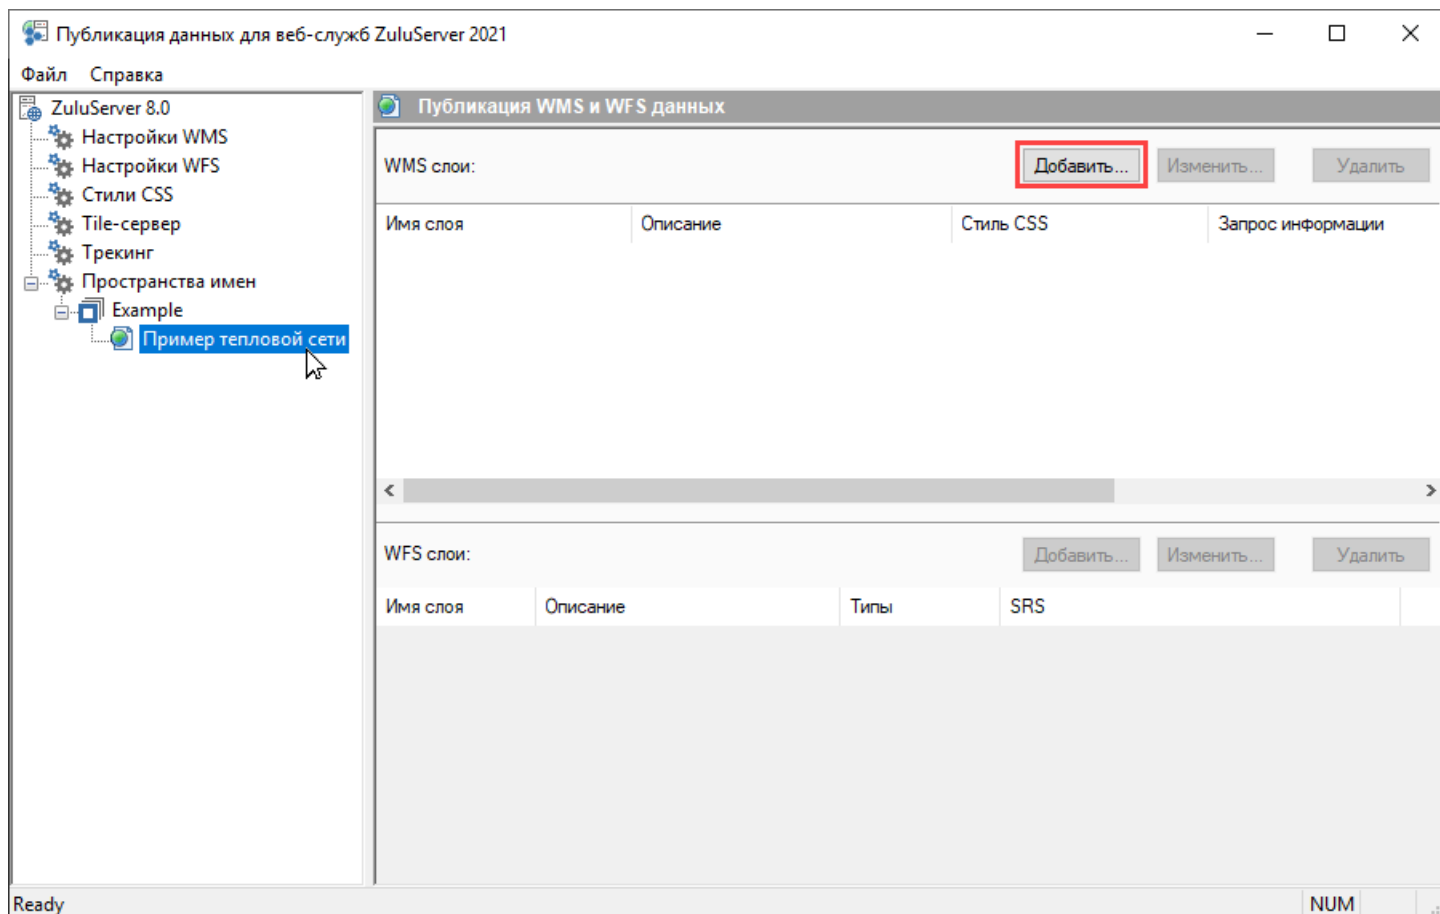 Публикация данных для веб-служб ZuluServer 2021
Файл Справка
ZuluServer 8.0
Настройки WMS
Настройки WFS
Стили CSS
Tile-сервер
Трекинг
Пространства имен
Example
Пример тепловой сети
Публикация WMS и WFS данных
WMS слои: Добавить... Изменить... Удалить
Имя слоя Описание Стиль CSS Запрос информации
WFS слои: Добавить... Изменить... Удалить
Имя слоя Описание Типы SRS
Ready NUM